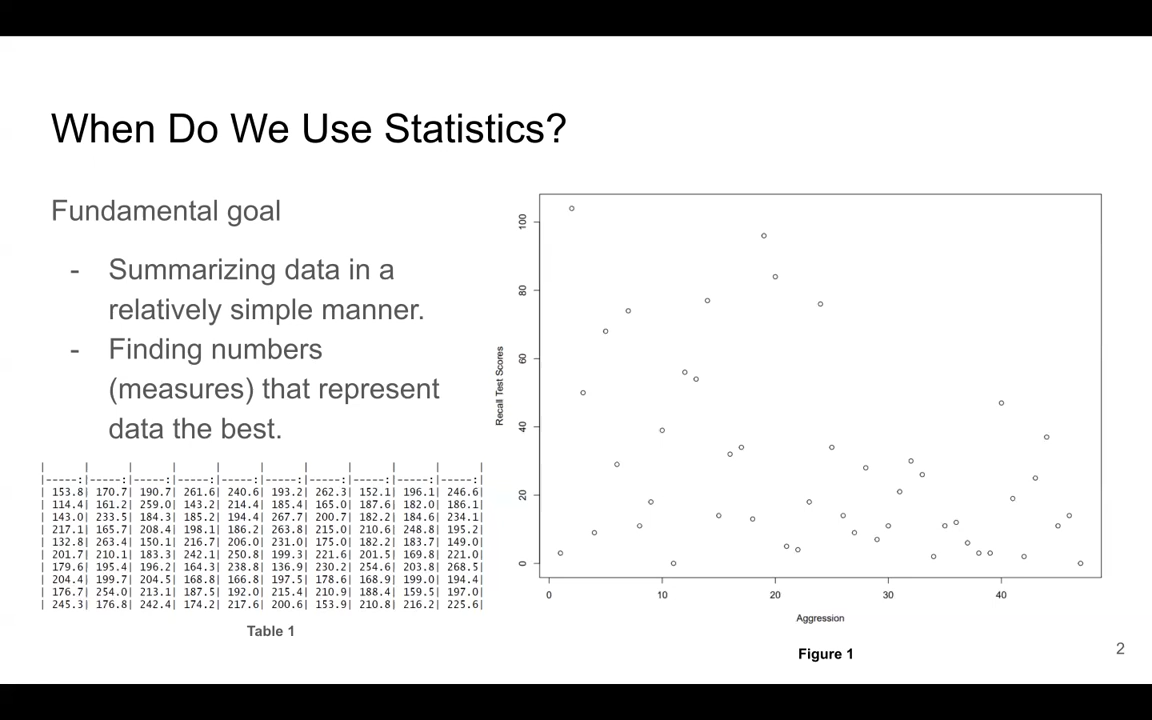 When Do We Use Statistics?
Fundamental goal
- Summarizing data in a
relatively simple manner.
- Finding numbers
(measures) that represent
data the best.
| | | | | | | | | | |
|-----:|-----:|-----:|-----:|-----:|-----:|-----:|-----:|-----:|-----:|
| 153.8| 170.7| 190.7| 261.6| 240.6| 193.2| 262.3| 152.1| 196.1| 246.6|
| 114.4| 161.2| 259.0| 143.2| 214.4| 185.4| 165.0| 187.6| 182.0| 186.1|
| 143.0| 233.5| 184.3| 185.2| 194.4| 267.7| 200.7| 182.2| 184.6| 234.1|
| 217.1| 165.7| 208.4| 198.1| 186.2| 263.8| 215.0| 210.6| 248.8| 195.2|
| 132.8| 263.4| 150.1| 216.7| 206.0| 231.0| 175.0| 182.2| 183.7| 149.0|
| 201.7| 210.1| 183.3| 242.1| 250.8| 199.3| 221.6| 201.5| 169.8| 221.0|
| 179.6| 195.4| 196.2| 164.3| 238.8| 136.9| 230.2| 254.6| 203.8| 268.5|
| 204.4| 199.7| 204.5| 168.8| 166.8| 197.5| 178.6| 168.9| 199.0| 194.4|
| 176.7| 254.0| 213.1| 187.5| 192.0| 215.4| 210.9| 188.4| 159.5| 197.0|
| 245.3| 176.8| 242.4| 174.2| 217.6| 200.6| 153.9| 210.8| 216.2| 225.6|
Table 1
Recall Test Scores
100
80
60
40
20
0
0 10 20 30 40
Aggression
Figure 1
2